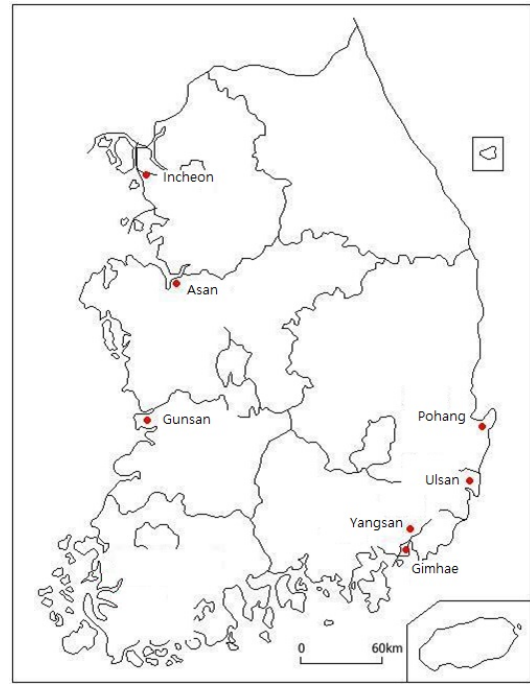 Incheon
Asan
Gunsan
Pohang
Ulsan
Yangsan
Gimhae
0 60km